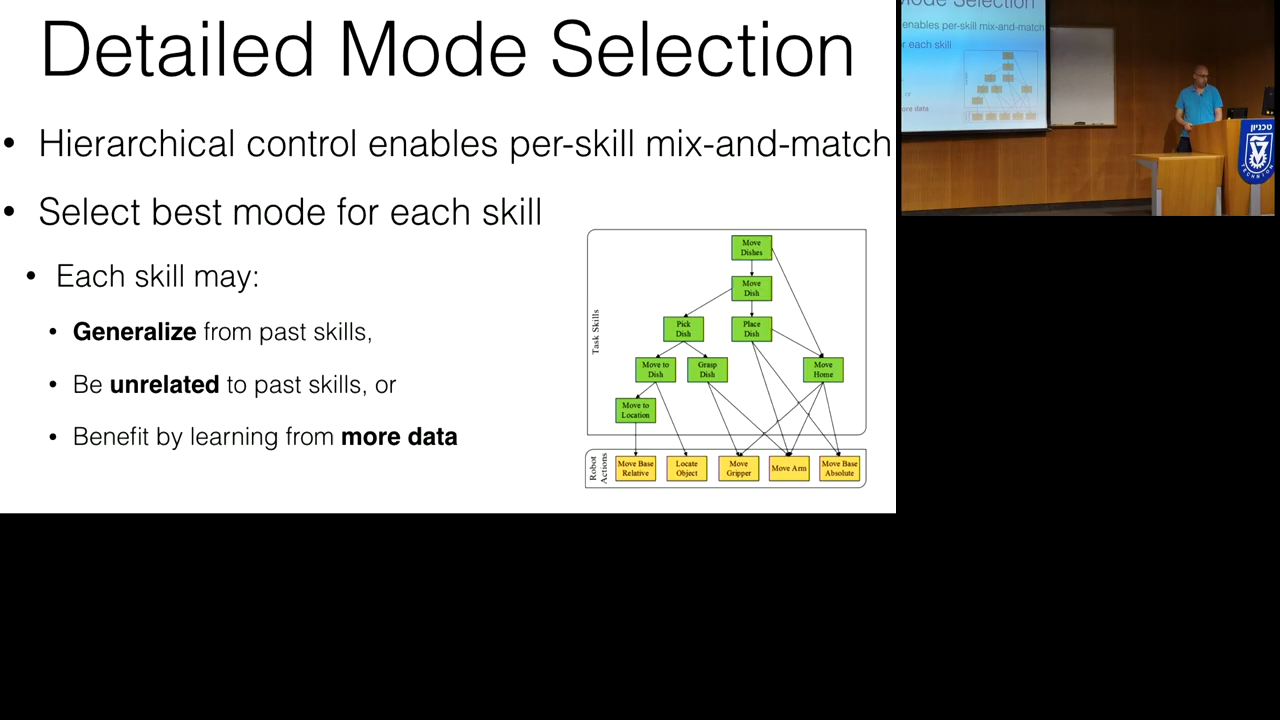 Detailed Mode Selection
• Hierarchical control enables per-skill mix-and-match
• Select best mode for each skill
• Each skill may:
• Generalize from past skills,
• Be unrelated to past skills, or
• Benefit by learning from more data
Task Skills
Move
Dishes
Move
Dish
Pick
Dish
Place
Dish
Move to
Dish
Grasp
Dish
Move
Home
Move to
Location
Robot
Actions
Move Base
Relative
Locate
Object
Move
Gripper
Move Arm
Move Base
Absolute
Mode Selection
enables per-skill mix-and-match
or each skill
or
ore data
טכניון
TECHNION